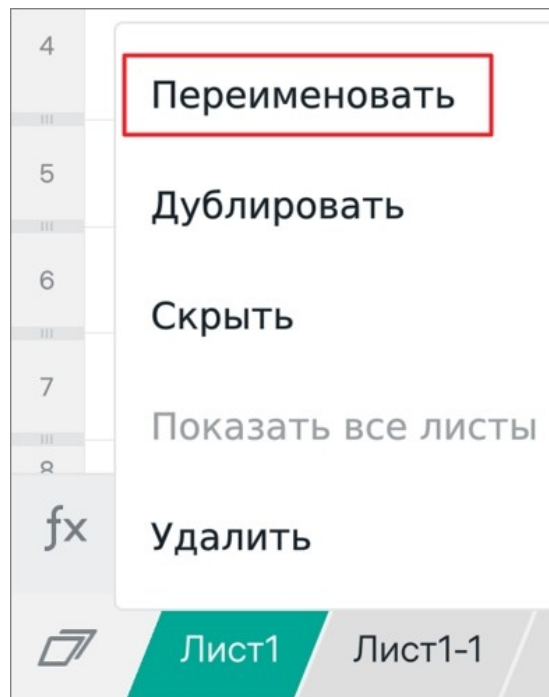 4
Переименовать
5
Дублировать
6
Скрыть
7
Показать все листы
8
fx
Удалить
Лист1
Лист1-1